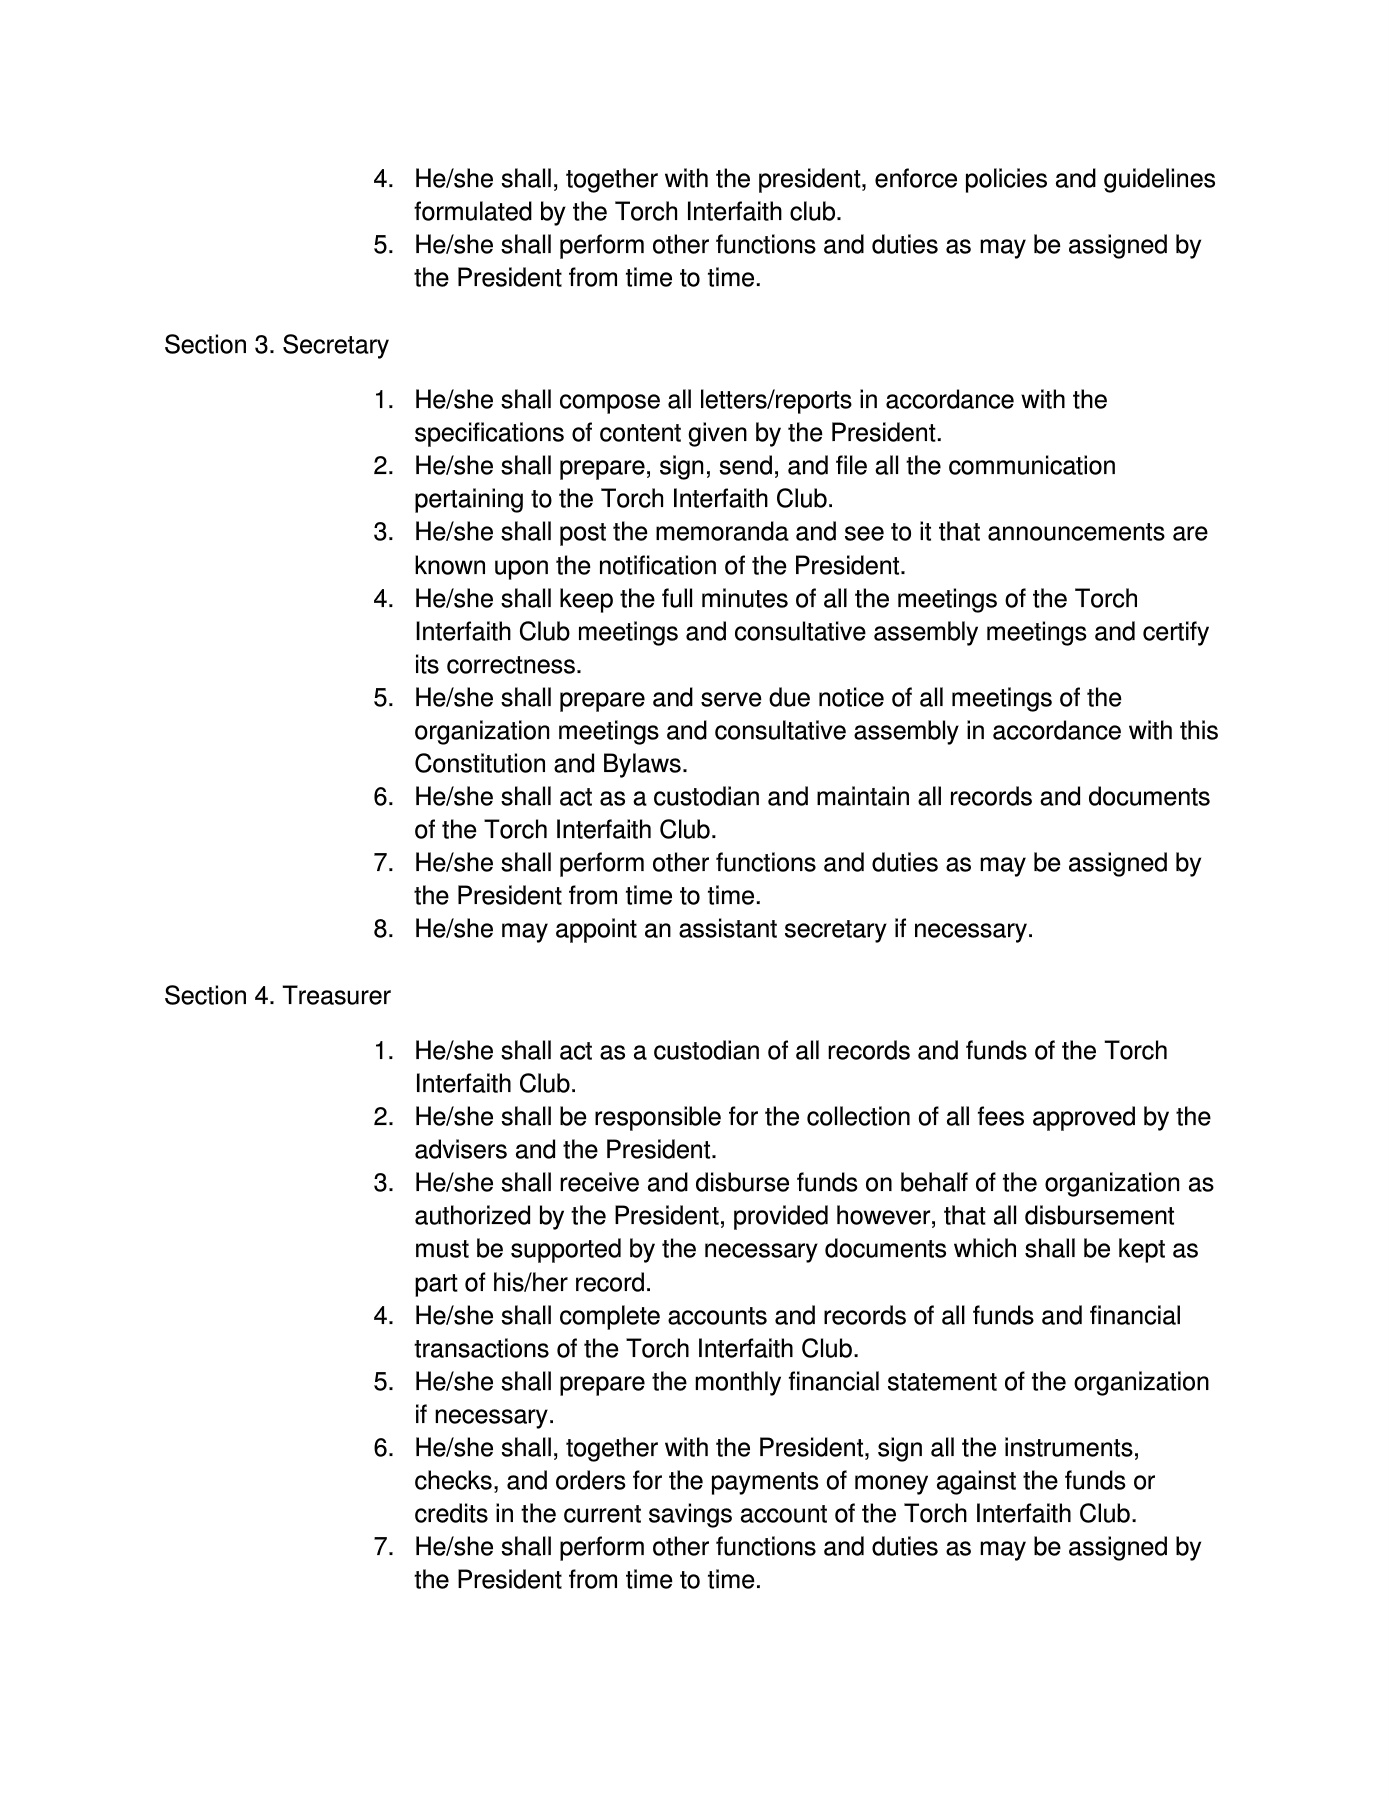 4. He/she shall, together with the president, enforce policies and guidelines
formulated by the Torch Interfaith club.
5. He/she shall perform other functions and duties as may be assigned by
the President from time to time.
Section 3. Secretary
1. He/she shall compose all letters/reports in accordance with the
specifications of content given by the President.
2. He/she shall prepare, sign, send, and file all the communication
pertaining to the Torch Interfaith Club.
3. He/she shall post the memoranda and see to it that announcements are
known upon the notification of the President.
4. He/she shall keep the full minutes of all the meetings of the Torch
Interfaith Club meetings and consultative assembly meetings and certify
its correctness.
5. He/she shall prepare and serve due notice of all meetings of the
organization meetings and consultative assembly in accordance with this
Constitution and Bylaws.
6. He/she shall act as a custodian and maintain all records and documents
of the Torch Interfaith Club.
7. He/she shall perform other functions and duties as may be assigned by
the President from time to time.
8. He/she may appoint an assistant secretary if necessary.
Section 4. Treasurer
1. He/she shall act as a custodian of all records and funds of the Torch
Interfaith Club.
2. He/she shall be responsible for the collection of all fees approved by the
advisers and the President.
3. He/she shall receive and disburse funds on behalf of the organization as
authorized by the President, provided however, that all disbursement
must be supported by the necessary documents which shall be kept as
part of his/her record.
4. He/she shall complete accounts and records of all funds and financial
transactions of the Torch Interfaith Club.
5. He/she shall prepare the monthly financial statement of the organization
if necessary.
6. He/she shall, together with the President, sign all the instruments,
checks, and orders for the payments of money against the funds or
credits in the current savings account of the Torch Interfaith Club.
7. He/she shall perform other functions and duties as may be assigned by
the President from time to time.